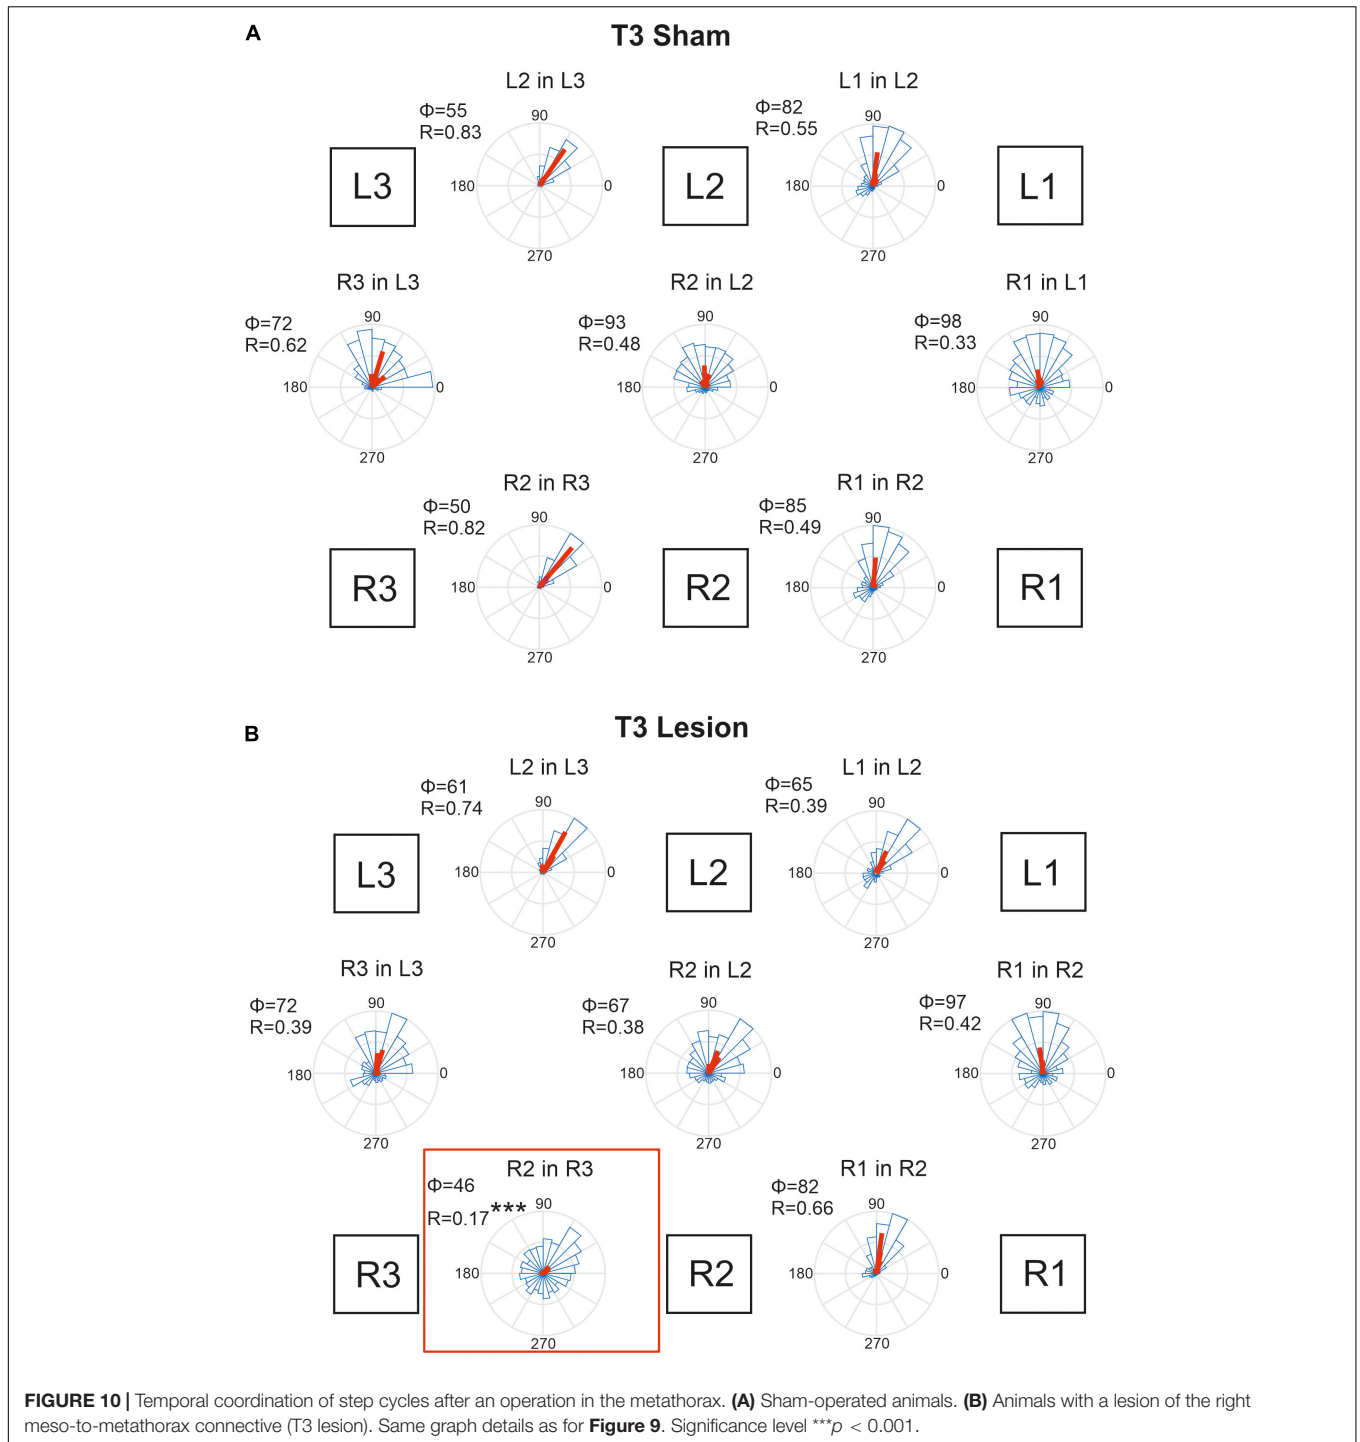 A
T3 Sham
L2 in L3
L1 in L2
Φ=55
R=0.83
90
180
0
270
Φ=82
R=0.55
90
180
0
270
L3
L2
L1
R3 in L3
R2 in L2
R1 in L1
Φ=72
R=0.62
90
180
0
270
Φ=93
R=0.48
90
180
0
270
Φ=98
R=0.33
90
180
0
270
R2 in R3
R1 in R2
Φ=50
R=0.82
90
180
0
270
Φ=85
R=0.49
90
180
0
270
R3
R2
R1
B
T3 Lesion
L2 in L3
L1 in L2
Φ=61
R=0.74
90
180
0
270
Φ=65
R=0.39
90
180
0
270
L3
L2
L1
R3 in L3
R2 in L2
R1 in R2
Φ=72
R=0.39
90
180
0
270
Φ=67
R=0.38
90
180
0
270
Φ=97
R=0.42
90
180
0
270
R2 in R3
R1 in R2
Φ=46
R=0.17***
90
180
270
Φ=82
R=0.66
90
180
0
270
R3
R2
R1
FIGURE 10 | Temporal coordination of step cycles after an operation in the metathorax. (A) Sham-operated animals. (B) Animals with a lesion of the right
meso-to-metathorax connective (T3 lesion). Same graph details as for Figure 9. Significance level ***p < 0.001.